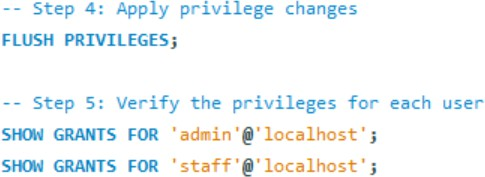 -- Step 4: Apply privilege changes
FLUSH PRIVILEGES;
-- Step 5: Verify the privileges for each user
SHOW GRANTS FOR 'admin'@'localhost';
SHOW GRANTS FOR 'staff'@'localhost';